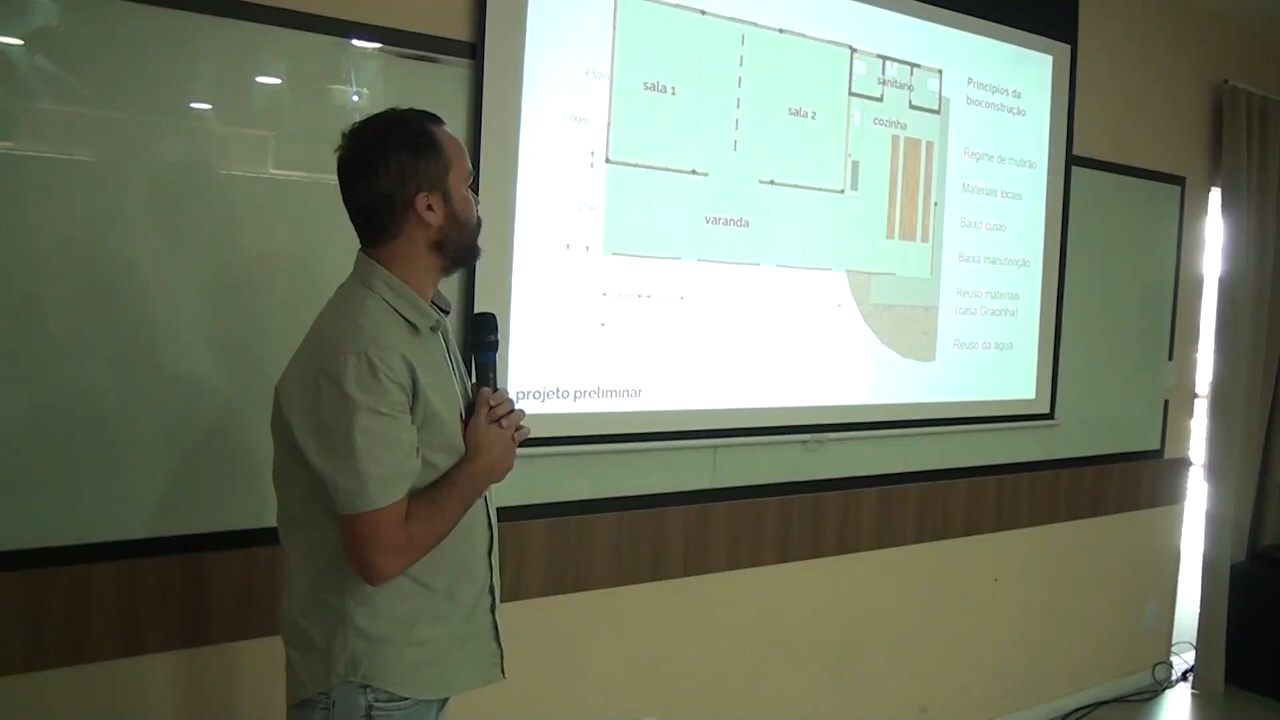 sala 1
sala 2
sanitário
cozinha
varanda
Princípios da
bioconstrução
Regime de mutirão
Materiais locais
Baixo custo
Baixa manutenção
Reuso materiais
(casa Gracinha)
Reuso da água
projeto preliminar